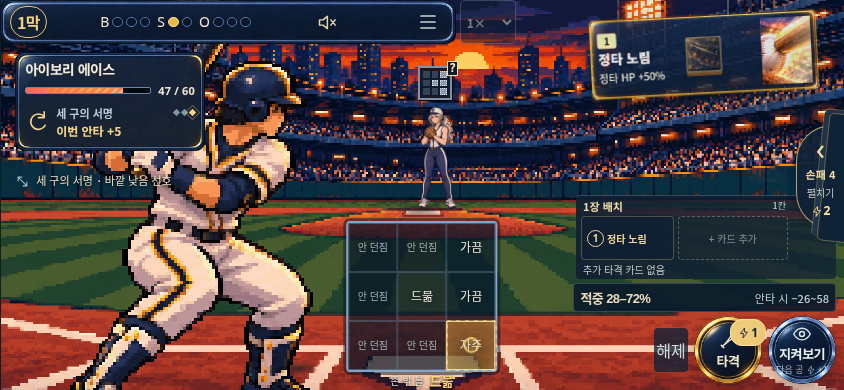 1막
B S O
1×
아이보리 에이스
47 / 60
세 구의 서명
이번 안타 +5
세 구의 서명 · 바깥 낮음 선호
?
1
정타 노림
정타 HP +50%
손패 4
펼치기
2
1장 배치
1칸
1 정타 노림
+ 카드 추가
추가 타격 카드 없음
적중 28–72%
안타 시 −26~58
안 던짐 안 던짐 가끔
안 던짐 드묾 가끔
안 던짐 안 던짐 자주
드묾
해제
1
타격
지켜보기